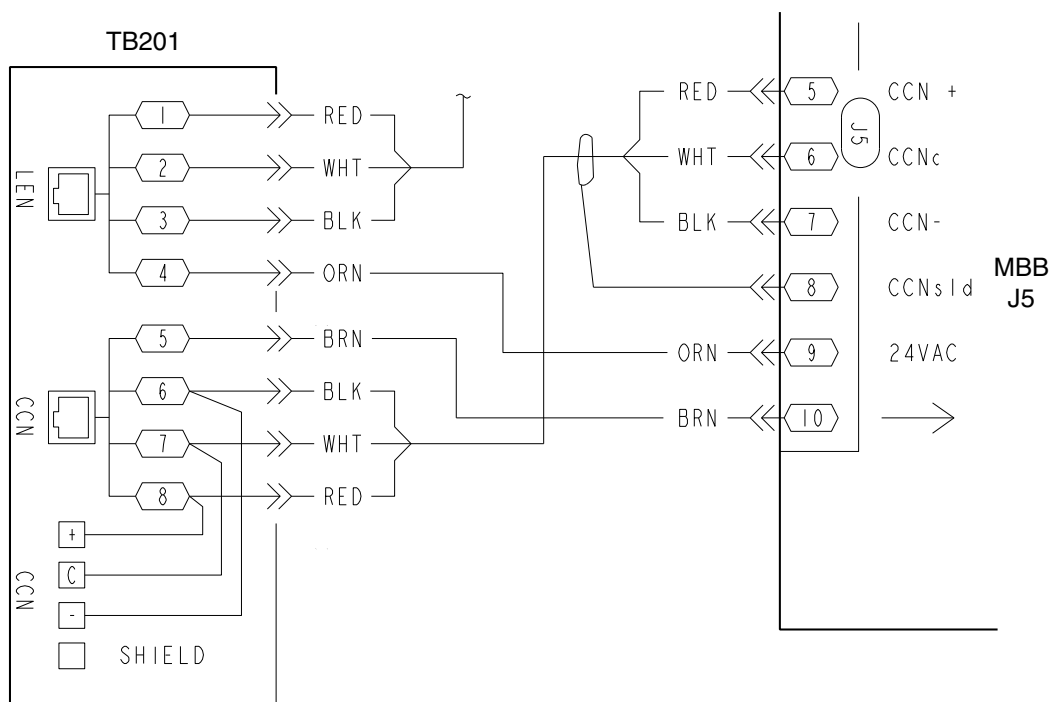 TB201
LEN
1 RED
2 WHT
3 BLK
4 ORN
CCN
5 BRN
6 BLK
7 WHT
8 RED
CCN
+
C
-
SHIELD
RED 5 CCN +
WHT 6 CCNc
BLK 7 CCN-
8 CCNsld
ORN 9 24VAC
BRN 10
J5
MBB
J5